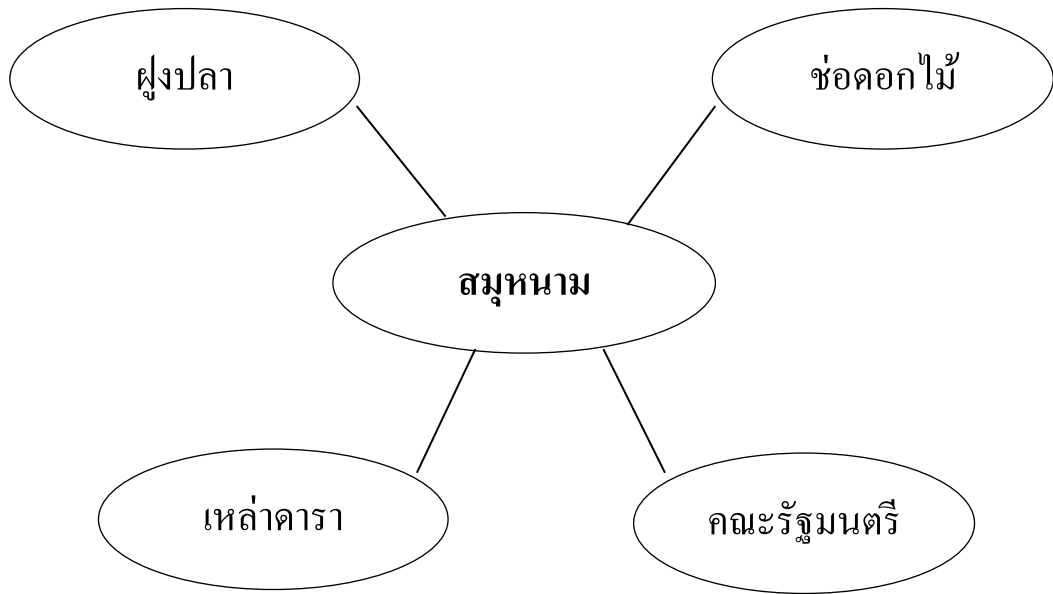 ฝูงปลา
ช่อดอกไม้
สมุหนาม
เหล่าดารา
คณะรัฐมนตรี